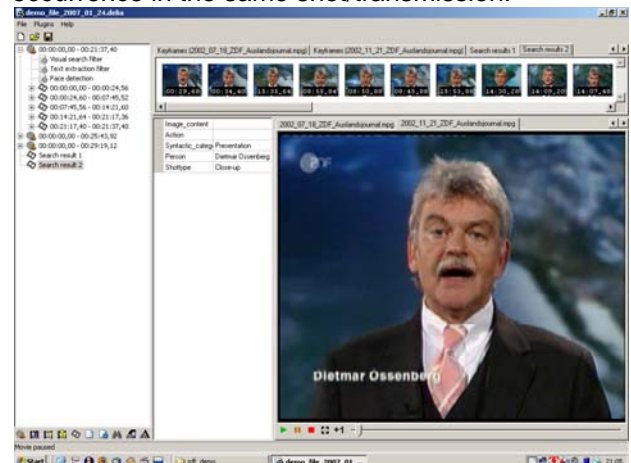 occurrence in the same shot/transmission.
demo_file_2007_01_24.delia
File Plugins Help
00:00:00,00 - 00:21:37,40
Visual search filter
Text extraction filter
Face detection
00:00:00,00 - 00:00:24,56
00:00:24,60 - 00:07:45,52
00:07:45,56 - 00:14:21,60
00:14:21,64 - 00:21:17,36
00:21:17,40 - 00:21:37,40
00:00:00,00 - 00:25:43,92
00:00:00,00 - 00:29:19,12
Search result 1
Search result 2
Keyframes (2002_07_18_ZDF_Auslandsjournal.mpg) Keyframes (2002_11_21_ZDF_Auslandsjournal.mpg) Search results 1 Search results 2
Image_content
Action
Syntactic_categ Presentation
Person Dietmar Ossenberg
Shottype Close-up
2002_07_18_ZDF_Auslandsjournal.mpg 2002_11_21_ZDF_Auslandsjournal.mpg
ZDF
Dietmar Ossenberg
+1
Movie paused
Start
demo_file_2007_01 ...
21:05